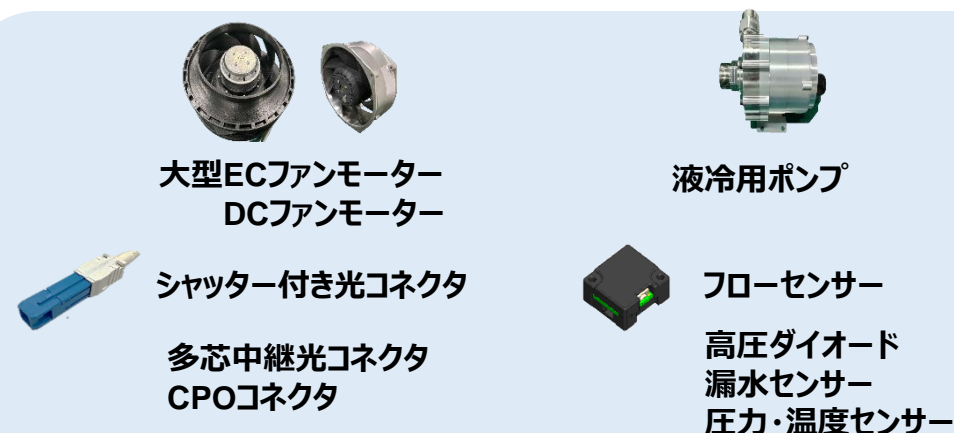 大型ECファンモーター
DCファンモーター
液冷用ポンプ
シャッター付き光コネクタ
フローセンサー
多芯中継光コネクタ
CPOコネクタ
高圧ダイオード
漏水センサー
圧力・温度センサー